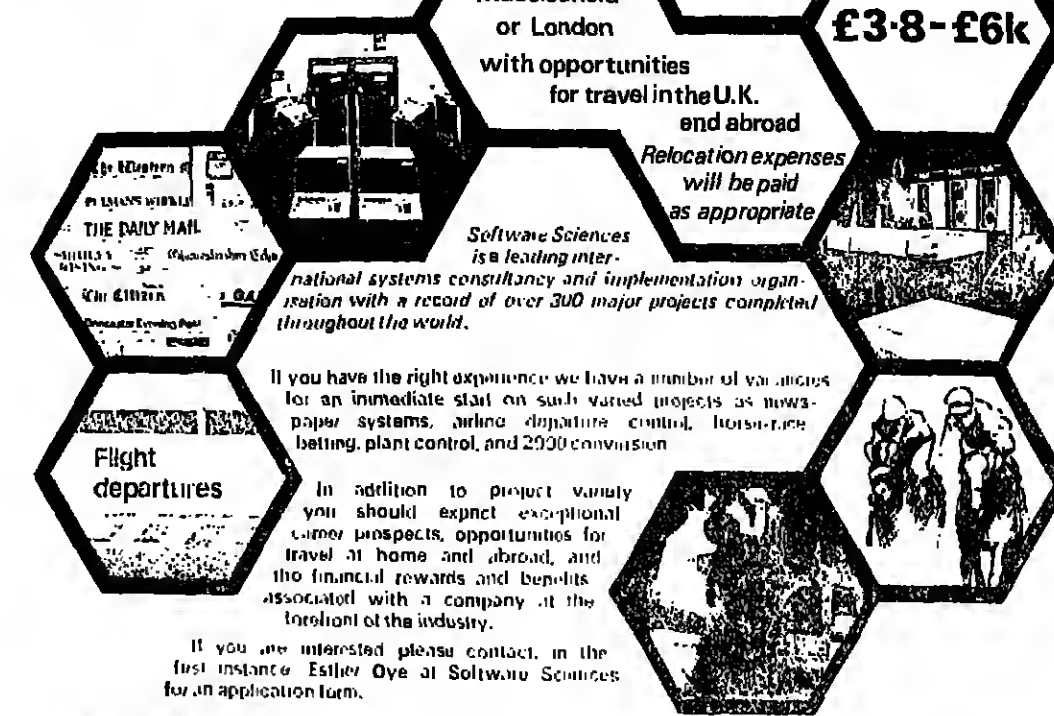 or London
£3·8-£6k
with opportunities
for travel in the U.K.
and abroad
Relocation expenses
will be paid
as appropriate
THE DAILY MAIL
The Citizen
Doncaster Evening Post
Software Sciences
is a leading inter-
national systems consultancy and implementation organ-
isation with a record of over 300 major projects completed
throughout the world.
If you have the right experience we have a number of vacancies
for an immediate start on such varied projects as news-
paper systems, airline departure control, horse-race
betting, plant control, and 2900 conversion
Flight
departures
In addition to project variety
you should expect exceptional
career prospects, opportunities for
travel at home and abroad, and
the financial rewards and benefits
associated with a company at the
forefront of the industry.
If you are interested please contact, in the
first instance Esther Oye at Software Sciences
for an application form.